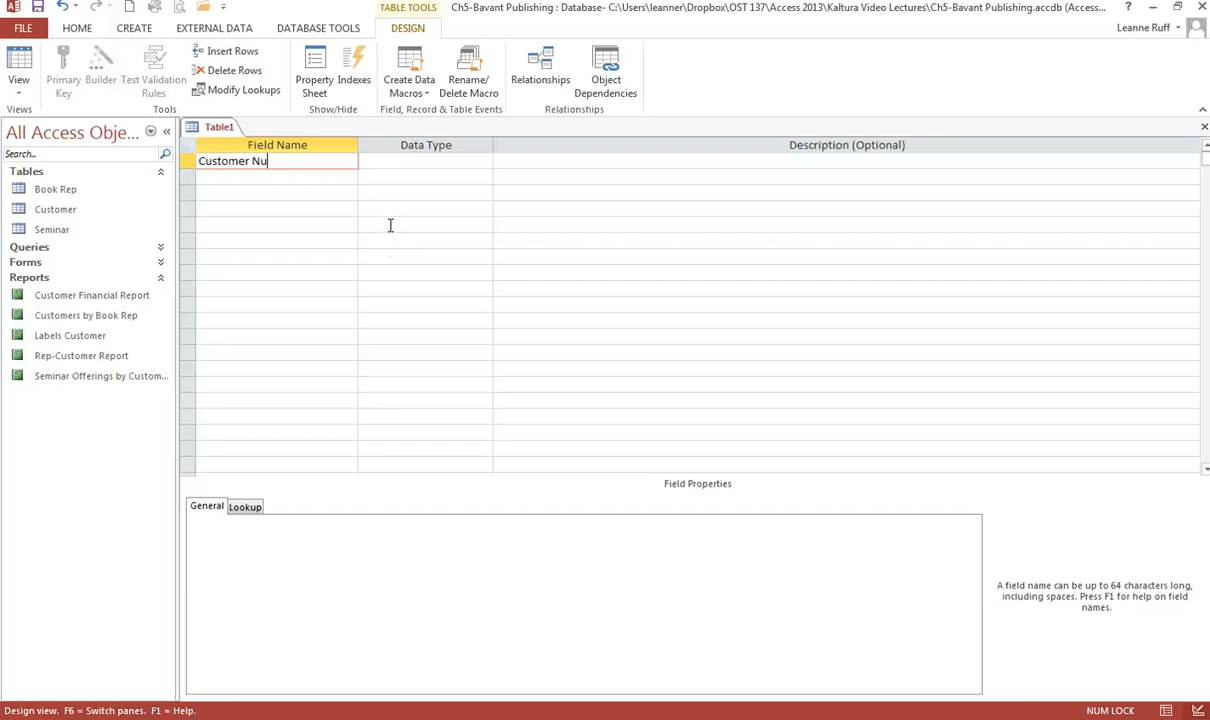 TABLE TOOLS
Ch5-Bavant Publishing : Database- C:\Users\leanner\Dropbox\OST 137\Access 2013\Kaltura Video Lectures\Ch5-Bavant Publishing.accdb (Access...
FILE HOME CREATE EXTERNAL DATA DATABASE TOOLS DESIGN Leanne Ruff
View
Primary Key
Builder
Test Validation Rules
Insert Rows
Delete Rows
Modify Lookups
Property Sheet
Indexes
Create Data Macros
Rename/ Delete Macro
Relationships
Object Dependencies
Views Tools Show/Hide Field, Record & Table Events Relationships
All Access Obje... «
Search...
Tables
Book Rep
Customer
Seminar
Queries
Forms
Reports
Customer Financial Report
Customers by Book Rep
Labels Customer
Rep-Customer Report
Seminar Offerings by Custom...
Table1
Field Name Data Type Description (Optional)
Customer Nu
Field Properties
General Lookup
A field name can be up to 64 characters long,
including spaces. Press F1 for help on field
names.
Design view. F6 = Switch panes. F1 = Help. NUM LOCK